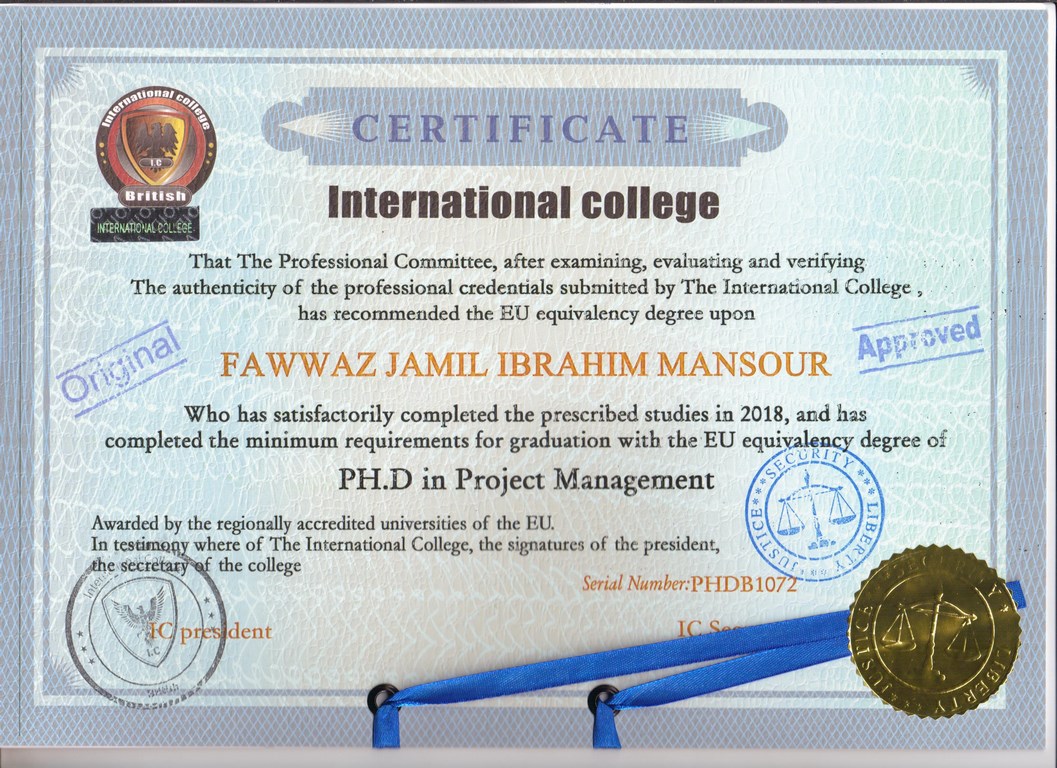 International college
British
INTERNATIONAL COLLEGE
I.C
CERTIFICATE
International college
That The Professional Committee, after examining, evaluating and verifying
The authenticity of the professional credentials submitted by The International College ,
has recommended the EU equivalency degree upon
Original
Approved
FAWWAZ JAMIL IBRAHIM MANSOUR
Who has satisfactorily completed the prescribed studies in 2018, and has
completed the minimum requirements for graduation with the EU equivalency degree of
PH.D in Project Management
SECURITY
JUSTICE
LIBERTY
Awarded by the regionally accredited universities of the EU.
In testimony where of The International College, the signatures of the president,
the secretary of the college
Serial Number:PHDB1072
IC president
IC
I.C
SECURITY
JUSTICE
LIBERTY